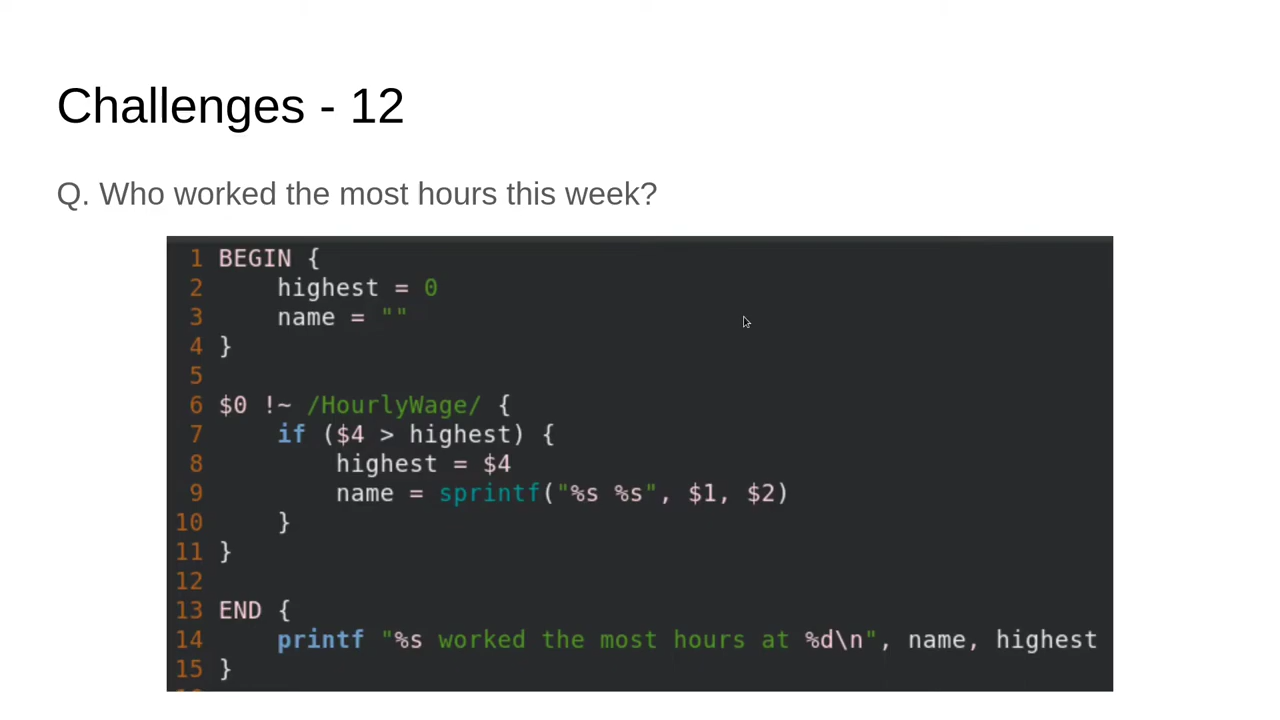 Challenges - 12
Q. Who worked the most hours this week?
1 BEGIN {
2     highest = 0
3     name = ""
4 }
5
6 $0 !~ /HourlyWage/ {
7     if ($4 > highest) {
8         highest = $4
9         name = sprintf("%s %s", $1, $2)
10     }
11 }
12
13 END {
14     printf "%s worked the most hours at %d\n", name, highest
15 }